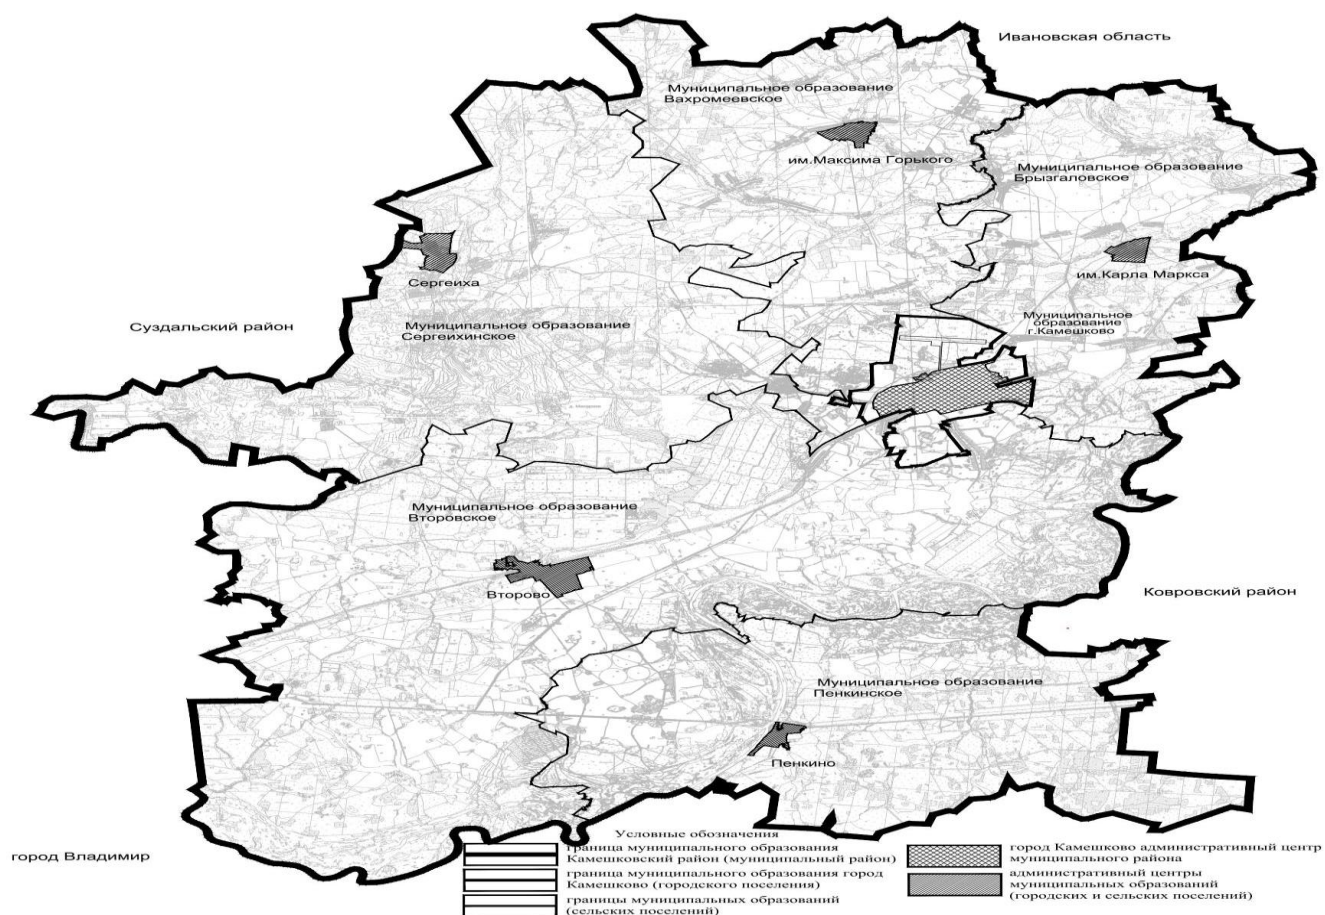 Ивановская область
Муниципальное образование
Вахромеевское
им.Максима Горького
Муниципальное образование
Брызгаловское
им.Карла Маркса
Сергеиха
Муниципальное
образование
г.Камешково
Суздальский район
Муниципальное образование
Сергеихинское
Муниципальное образование
Второвское
Второво
Ковровский район
Муниципальное образование
Пенкинское
Пенкино
город Владимир
Условные обозначения
граница муниципального образования
Камешковский район (муниципальный район)
граница муниципального образования город
Камешково (городского поселения)
границы муниципальных образований
(сельских поселений)
город Камешково административный центр
муниципального района
административный центры
муниципальных образований
(городских и сельских поселений)